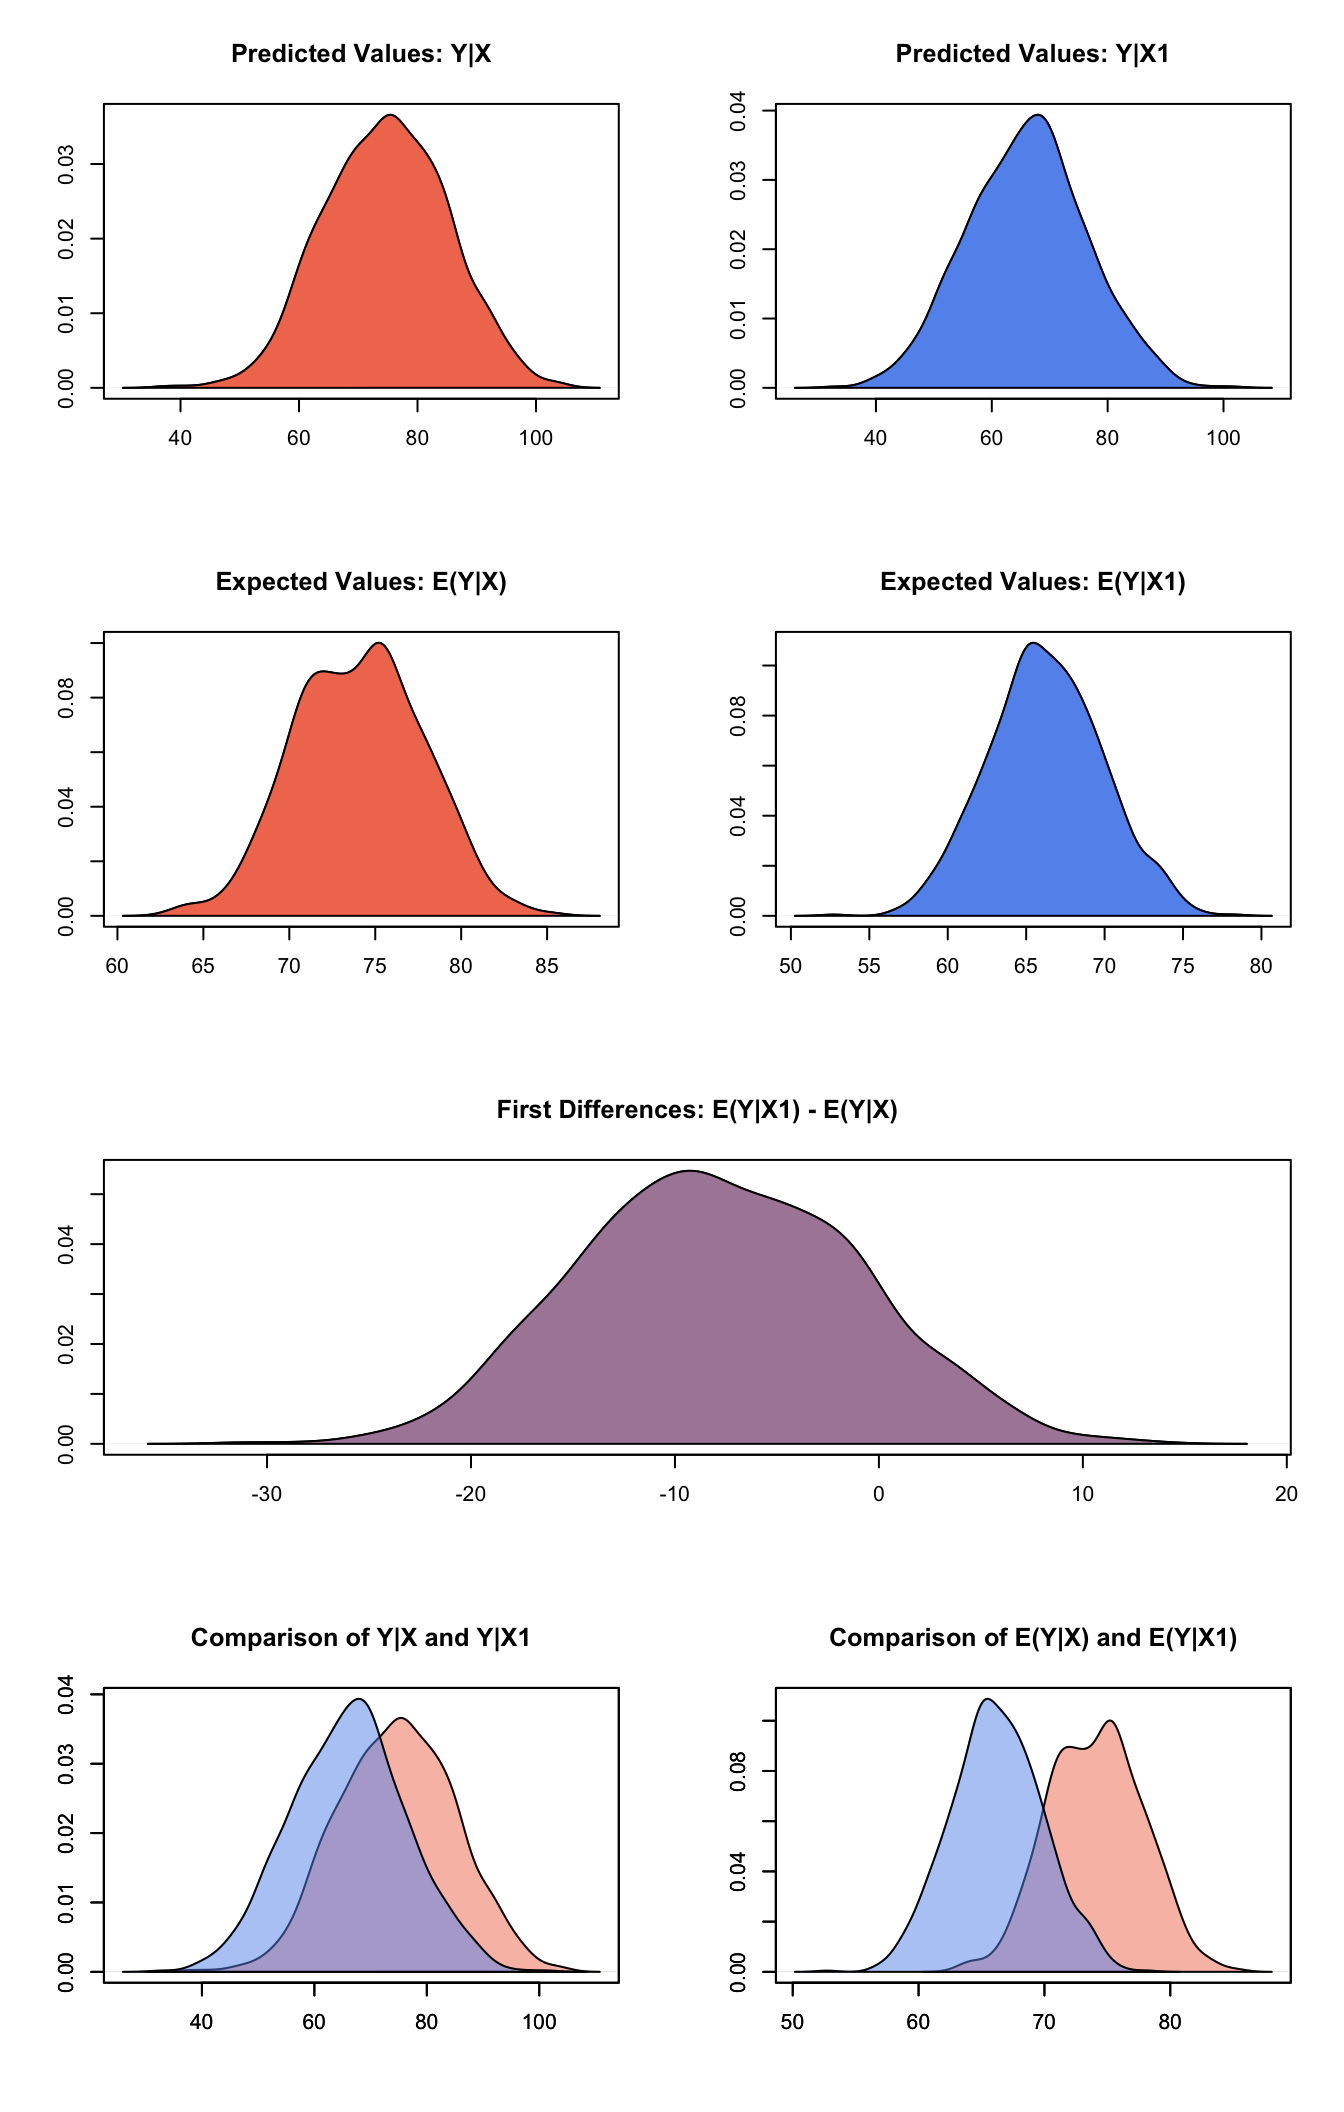 Predicted Values: Y|X
Predicted Values: Y|X1
0.00 0.01 0.02 0.03
40 60 80 100
0.00 0.01 0.02 0.03 0.04
40 60 80 100
Expected Values: E(Y|X)
Expected Values: E(Y|X1)
0.00 0.04 0.08
60 65 70 75 80 85
0.00 0.04 0.08
50 55 60 65 70 75 80
First Differences: E(Y|X1) - E(Y|X)
0.00 0.02 0.04
-30 -20 -10 0 10 20
Comparison of Y|X and Y|X1
Comparison of E(Y|X) and E(Y|X1)
0.00 0.01 0.02 0.03 0.04
40 60 80 100
0.00 0.04 0.08
50 60 70 80